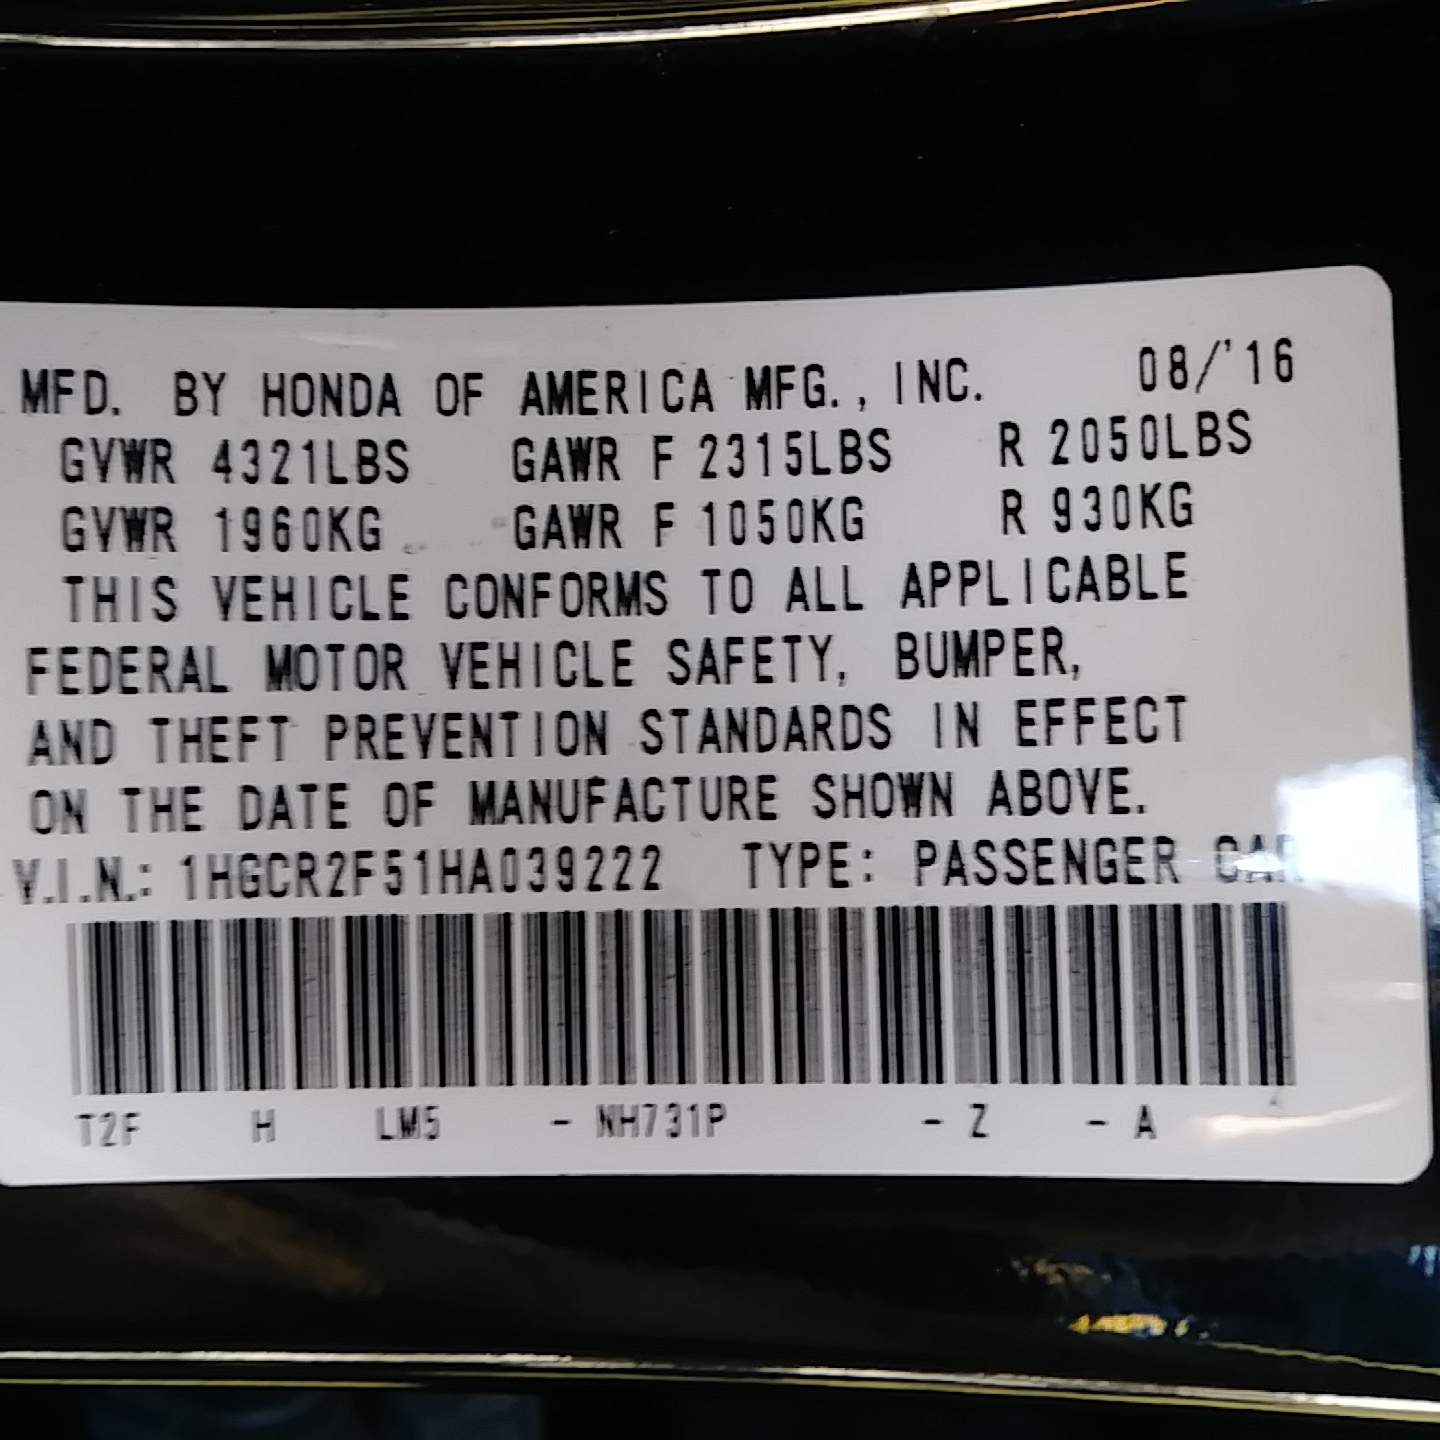 MFD. BY HONDA OF AMERICA MFG., INC. 08/'16
GVWR 4321LBS GAWR F 2315LBS R 2050LBS
GVWR 1960KG GAWR F 1050KG R 930KG
THIS VEHICLE CONFORMS TO ALL APPLICABLE
FEDERAL MOTOR VEHICLE SAFETY, BUMPER,
AND THEFT PREVENTION STANDARDS IN EFFECT
ON THE DATE OF MANUFACTURE SHOWN ABOVE.
V.I.N.: 1HGCR2F51HA039222 TYPE: PASSENGER CAR
T2F H LM5 - NH731P - Z - A